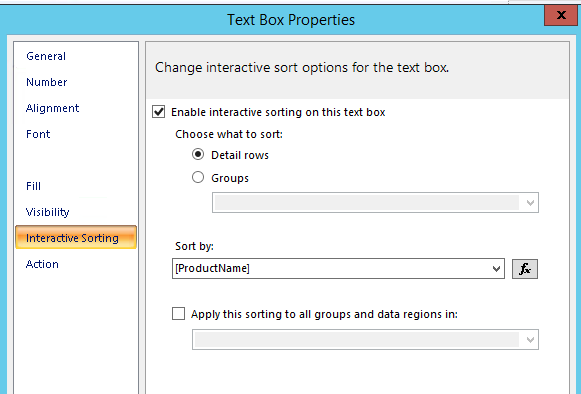 Text Box Properties
x
General
Number
Alignment
Font
Fill
Visibility
Interactive Sorting
Action
Change interactive sort options for the text box.
Enable interactive sorting on this text box
Choose what to sort:
Detail rows
Groups
Sort by:
[ProductName]
fx
Apply this sorting to all groups and data regions in: